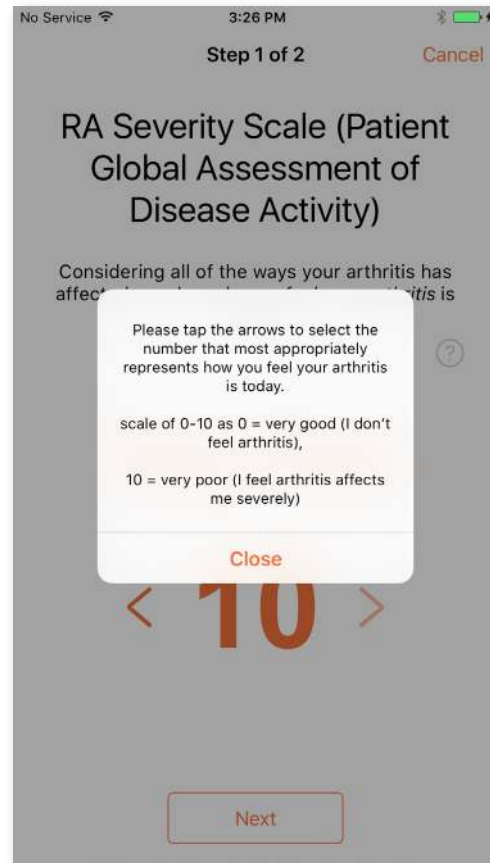 No Service 3:26 PM
Step 1 of 2 Cancel
RA Severity Scale (Patient
Global Assessment of
Disease Activity)
Considering all of the ways your arthritis has
is
?
Please tap the arrows to select the
number that most appropriately
represents how you feel your arthritis
is today.
scale of 0-10 as 0 = very good (I don't
feel arthritis),
10 = very poor (I feel arthritis affects
me severely)
Close
< 10 >
Next